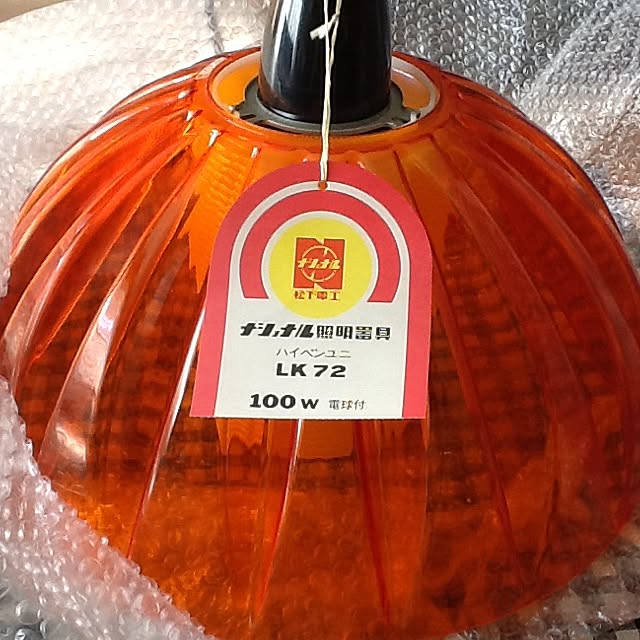 ナショナル
松下電工
ナショナル照明器具
ハイペンユニ
LK 72
100W 電球付